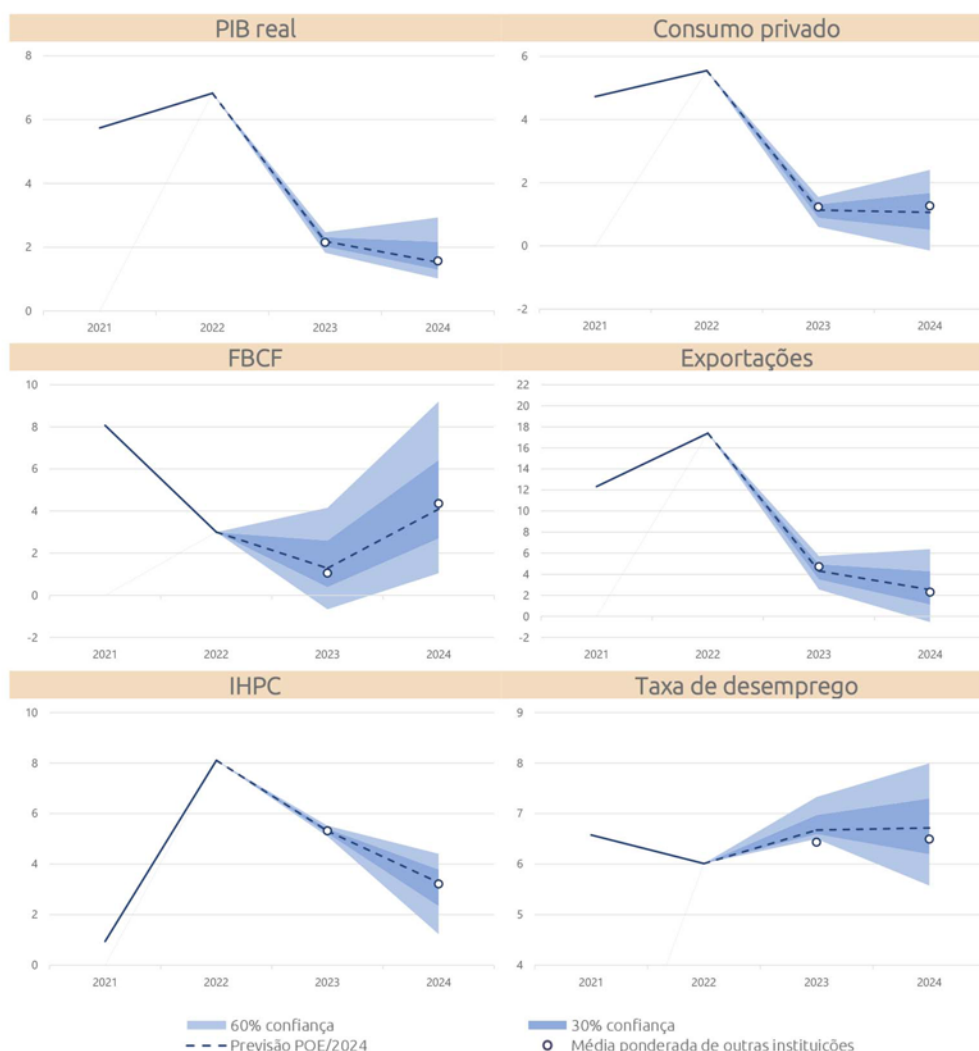 PIB real
8
6
4
2
0
2021 2022 2023 2024
Consumo privado
6
4
2
0
-2
2021 2022 2023 2024
FBCF
10
8
6
4
2
0
-2
2021 2022 2023 2024
Exportações
22
20
18
16
14
12
10
8
6
4
2
0
-2
2021 2022 2023 2024
IHPC
10
8
6
4
2
0
2021 2022 2023 2024
Taxa de desemprego
9
8
7
6
5
4
2021 2022 2023 2024
60% confiança
30% confiança
Previsão POE/2024
Média ponderada de outras instituições